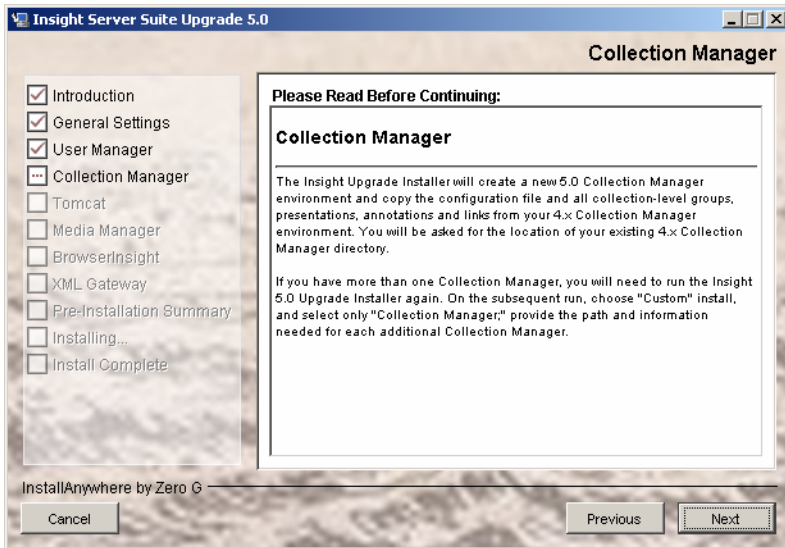 Insight Server Suite Upgrade 5.0
Collection Manager
Introduction
General Settings
User Manager
Collection Manager
Tomcat
Media Manager
BrowserInsight
XML Gateway
Pre-Installation Summary
Installing...
Install Complete
Please Read Before Continuing:
Collection Manager
The Insight Upgrade Installer will create a new 5.0 Collection Manager
environment and copy the configuration file and all collection-level groups,
presentations, annotations and links from your 4.x Collection Manager
environment. You will be asked for the location of your existing 4.x Collection
Manager directory.
If you have more than one Collection Manager, you will need to run the Insight
5.0 Upgrade Installer again. On the subsequent run, choose "Custom" install,
and select only "Collection Manager;" provide the path and information
needed for each additional Collection Manager.
InstallAnywhere by Zero G
Cancel
Previous
Next